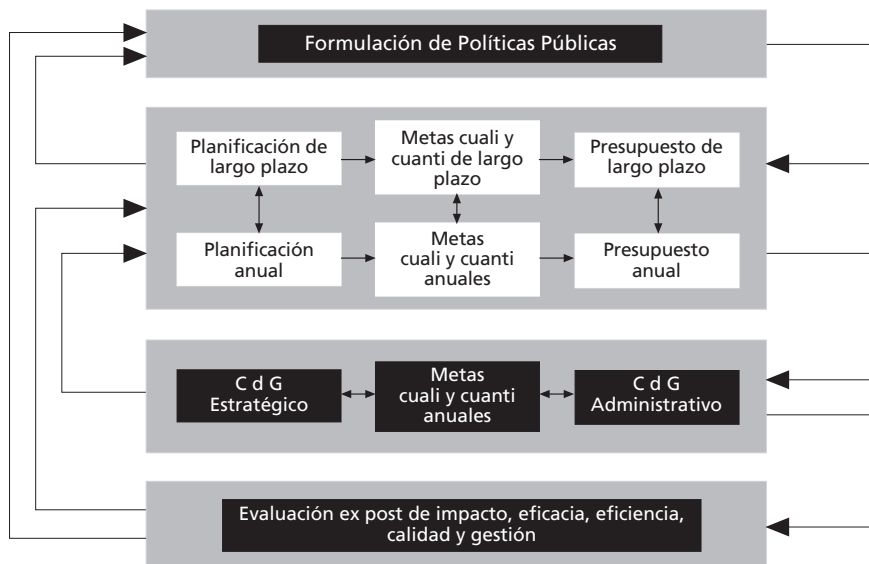 Formulación de Políticas Públicas
Planificación de
largo plazo
Metas cuali y
cuanti de largo
plazo
Presupuesto de
largo plazo
Planificación
anual
Metas
cuali y cuanti
anuales
Presupuesto
anual
C d G
Estratégico
Metas
cuali y cuanti
anuales
C d G
Administrativo
Evaluación ex post de impacto, eficacia, eficiencia,
calidad y gestión